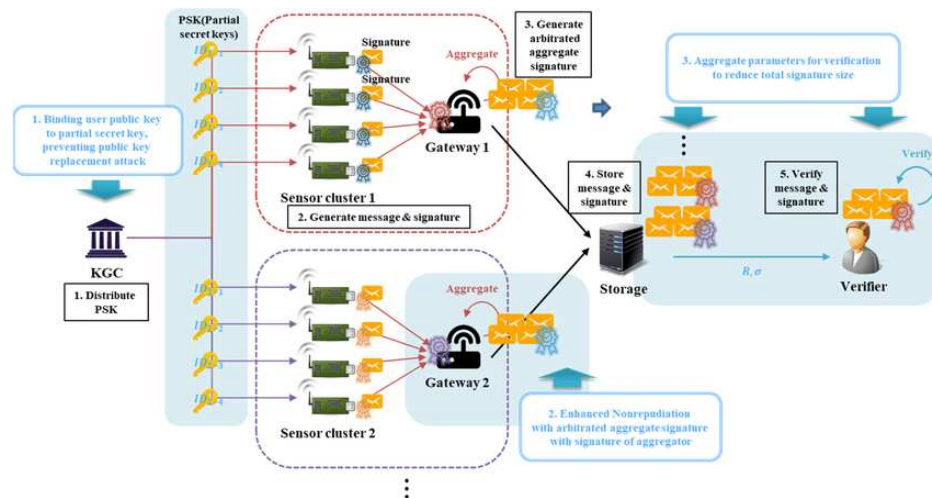 PSK(Partial
secret keys)
Signature
Signature
Aggregate
3. Generate
arbitrated
aggregate
signature
3. Aggregate parameters for verification
to reduce total signature size
1. Binding user public key
to partial secret key,
preventing public key
replacement attack
Gateway 1
Sensor cluster 1
2. Generate message & signature
KGC
1. Distribute
PSK
4. Store
message &
signature
5. Verify
message &
signature
Verify
Storage
R, σ
Verifier
Aggregate
Gateway 2
Sensor cluster 2
2. Enhanced Nonrepudiation
with arbitrated aggregate signature
with signature of aggregator